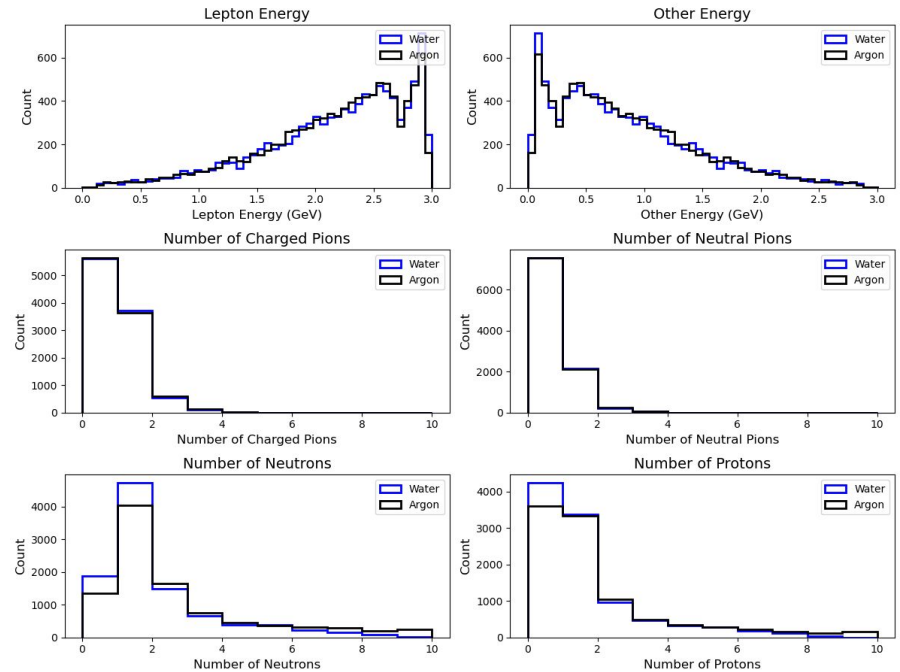 Lepton Energy
Water
Argon
Count
600
400
200
0
0.0 0.5 1.0 1.5 2.0 2.5 3.0
Lepton Energy (GeV)
Other Energy
Water
Argon
Count
600
400
200
0
0.0 0.5 1.0 1.5 2.0 2.5 3.0
Other Energy (GeV)
Number of Charged Pions
Water
Argon
Count
5000
4000
3000
2000
1000
0
0 2 4 6 8 10
Number of Charged Pions
Number of Neutral Pions
Water
Argon
Count
6000
4000
2000
0
0 2 4 6 8 10
Number of Neutral Pions
Number of Neutrons
Water
Argon
Count
4000
3000
2000
1000
0
0 2 4 6 8 10
Number of Neutrons
Number of Protons
Water
Argon
Count
4000
3000
2000
1000
0
0 2 4 6 8 10
Number of Protons